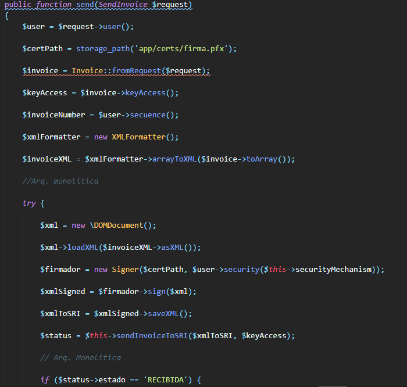 public function send(SendInvoice $request)
{
$user = $request->user();
$certPath = storage_path('app/certs/firma.pfx');
$invoice = Invoice::fromRequest($request);
$keyAccess = $invoice->keyAccess();
$invoiceNumber = $user->secuence();
$xmlFormatter = new XMLFormatter();
$invoiceXML = $xmlFormatter->arrayToXML($invoice->toArray());
//Arq. monolitica
try {
$xml = new \DOMDocument();
$xml->loadXML($invoiceXML->asXML());
$firmador = new Signer($certPath, $user->security($this->securityMechanism));
$xmlSigned = $firmador->sign($xml);
$xmlToSRI = $xmlSigned->saveXML();
$status = $this->sendInvoiceToSRI($xmlToSRI, $keyAccess);
// Arq. Monolitica
if ($status->estado == 'RECIBIDA') {